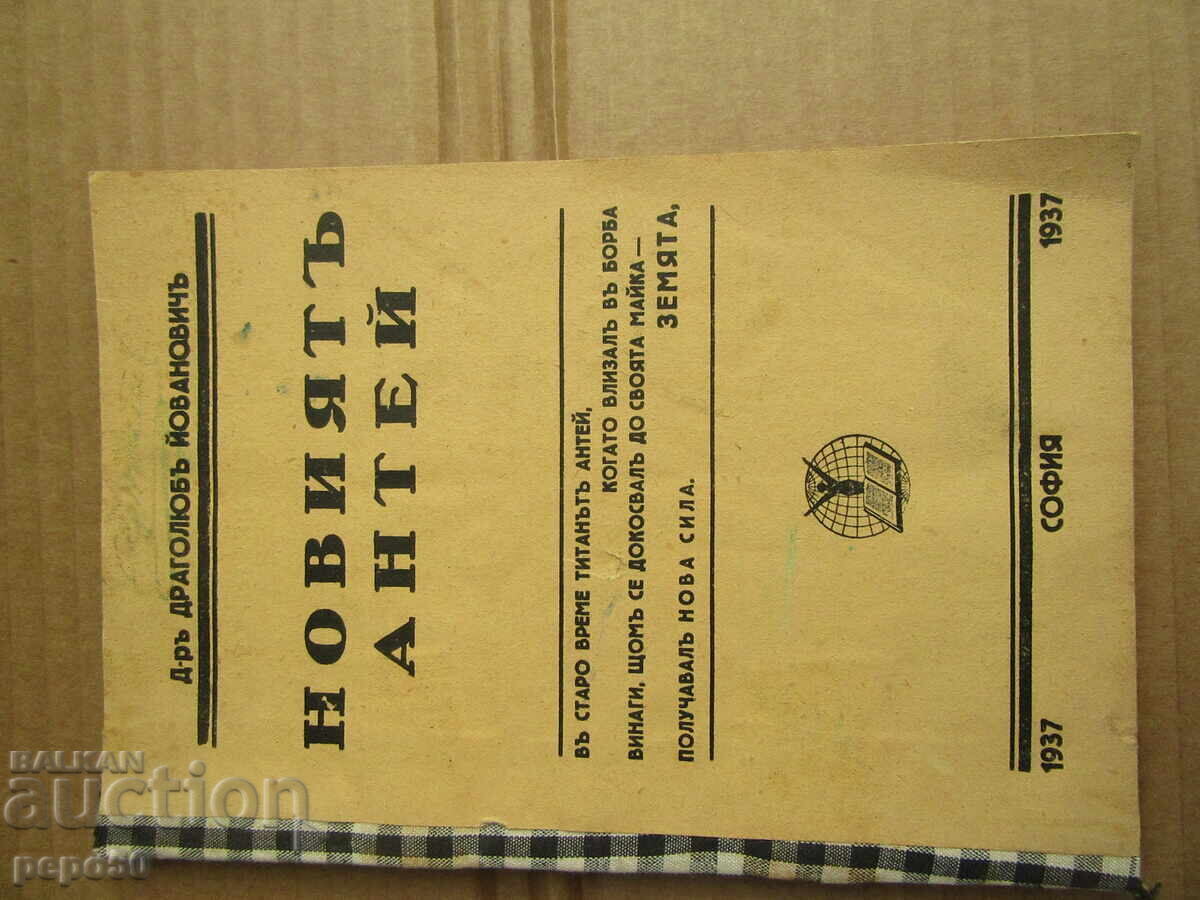 Д-ръ ДРАГОЛЮБЪ ЙОВАНОВИЧЪ
НОВИЯТЪ
АНТЕЙ
ВЪ СТАРО ВРЕМЕ ТИТАНЪТЪ АНТЕЙ,
КОГАТО ВЛИЗАЛЪ ВЪ БОРБА
ВИНАГИ, ЩОМЪ СЕ ДОКОСВАЛЪ ДО СВОЯТА МАЙКА —
ЗЕМЯТА,
ПОЛУЧАВАЛЪ НОВА СИЛА.
1937 СОФИЯ 1937
BALKAN
auction
pepo50